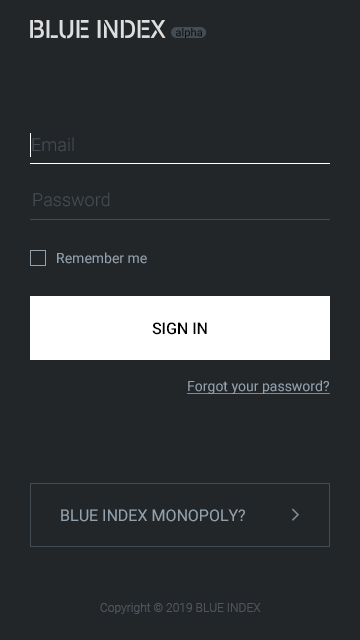 BLUE INDEX alpha
Email
Password
Remember me
SIGN IN
Forgot your password?
BLUE INDEX MONOPOLY?
Copyright © 2019 BLUE INDEX